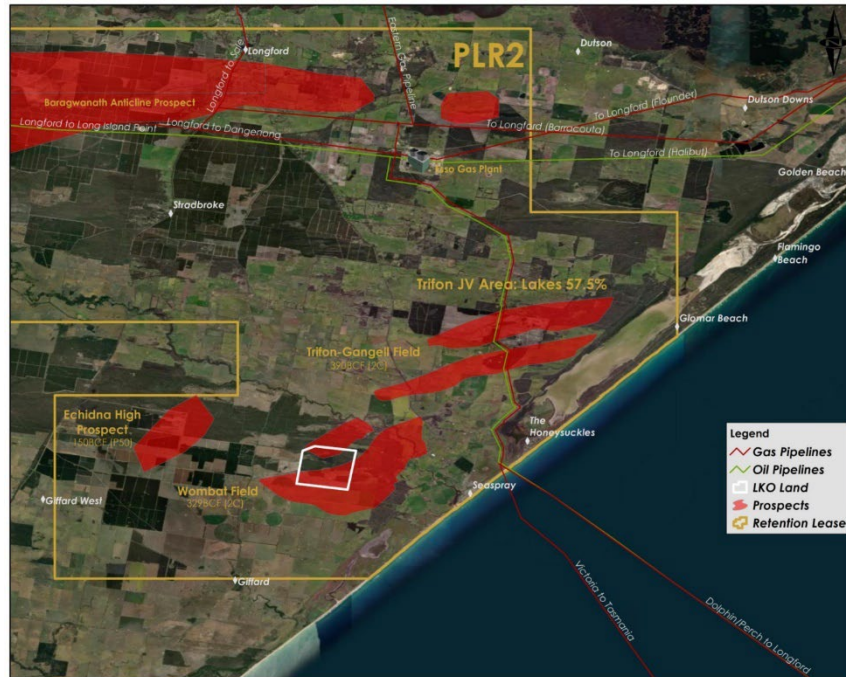 Longford
PLR2
Dutson
Longford to Sale
Eastern Gas Pipeline
Baragwanath Anticline Prospect
To Longford (Flounder)
Dutson Downs
Longford to Long Island Point
Longford to Dangenong
To Longford (Barracouta)
To Longford (Halibut)
Esso Gas Plant
Golden Beach
Stradbroke
Flamingo
Beach
Trifon JV Area: Lakes 57.5%
Glomar Beach
Trifon-Gangell Field
390BCF (2C)
Echidna High
Prospect
150BCF (P50)
The
Honeysuckles
Wombat Field
329BCF (2C)
Giffard West
Seaspray
Giffard
Victoria to Tasmania
Dolphin/Perch to Longford
Legend
Gas Pipelines
Oil Pipelines
LKO Land
Prospects
Retention Lease